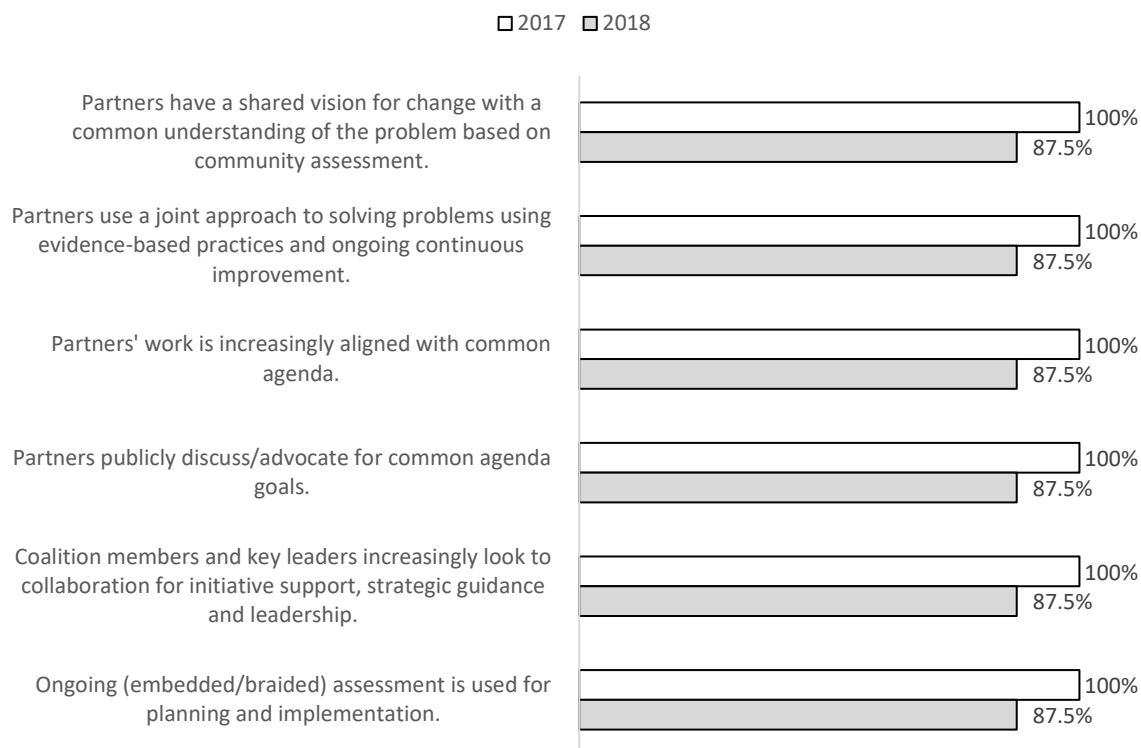 2017 2018
Partners have a shared vision for change with a
common understanding of the problem based on
community assessment.
100%
87.5%
Partners use a joint approach to solving problems using
evidence-based practices and ongoing continuous
improvement.
100%
87.5%
Partners' work is increasingly aligned with common
agenda.
100%
87.5%
Partners publicly discuss/advocate for common agenda
goals.
100%
87.5%
Coalition members and key leaders increasingly look to
collaboration for initiative support, strategic guidance
and leadership.
100%
87.5%
Ongoing (embedded/braided) assessment is used for
planning and implementation.
100%
87.5%